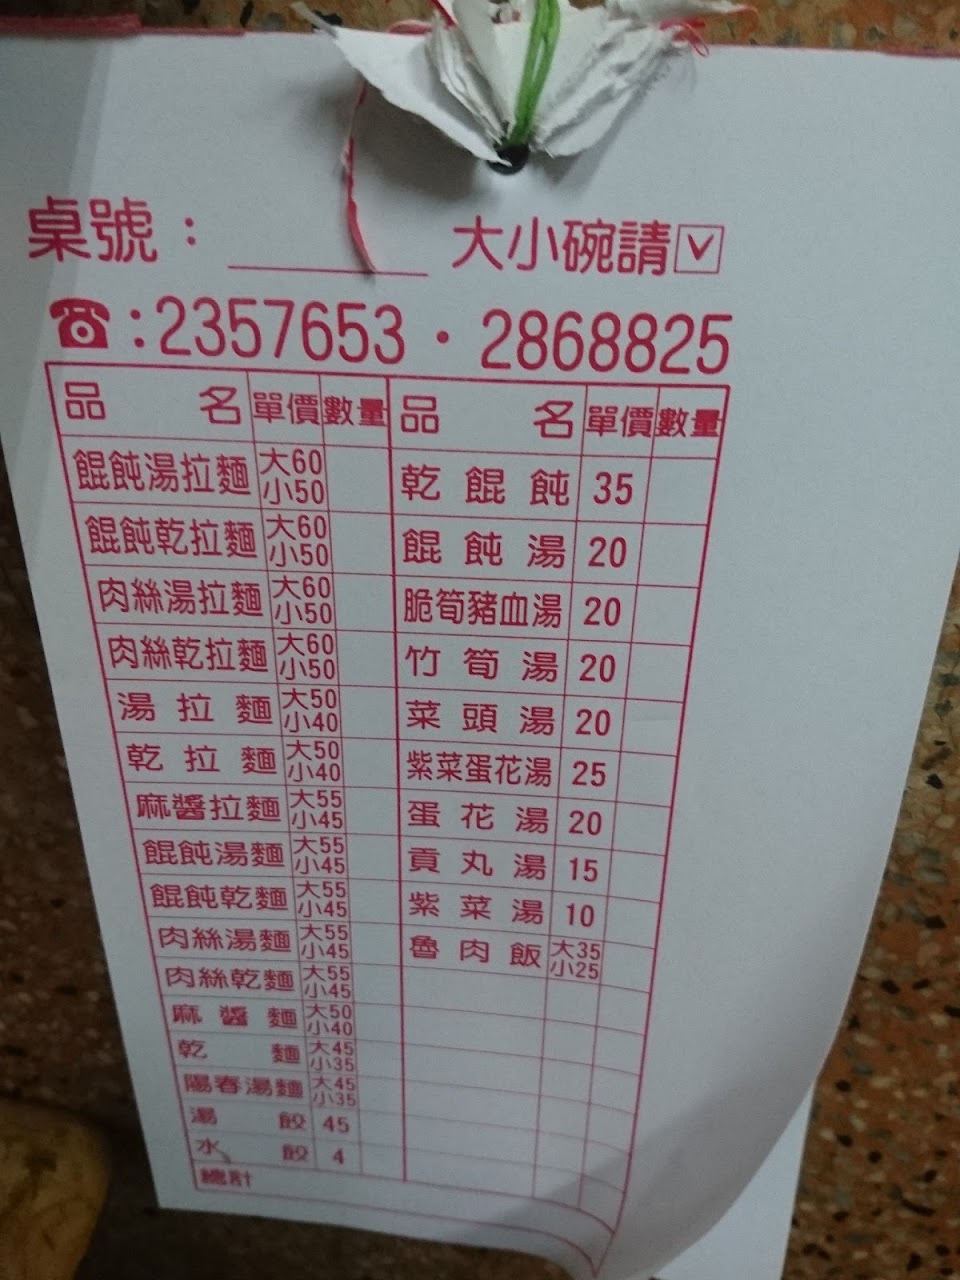 桌號： 大小碗請☑
☎:2357653·2868825
品名 單價 數量 品名 單價 數量
餛飩湯拉麵 大60 小50 乾餛飩 35
餛飩乾拉麵 大60 小50 餛飩湯 20
肉絲湯拉麵 大60 小50 脆筍豬血湯 20
肉絲乾拉麵 大60 小50 竹筍湯 20
湯拉麵 大50 小40 菜頭湯 20
乾拉麵 大50 小40 紫菜蛋花湯 25
麻醬拉麵 大55 小45 蛋花湯 20
餛飩湯麵 大55 小45 貢丸湯 15
餛飩乾麵 大55 小45 紫菜湯 10
肉絲湯麵 大55 小45 魯肉飯 大35 小25
肉絲乾麵 大55 小45
麻醬麵 大50 小40
乾麵 大45 小35
陽春湯麵 大45 小35
湯餃 45
水餃 4
總計